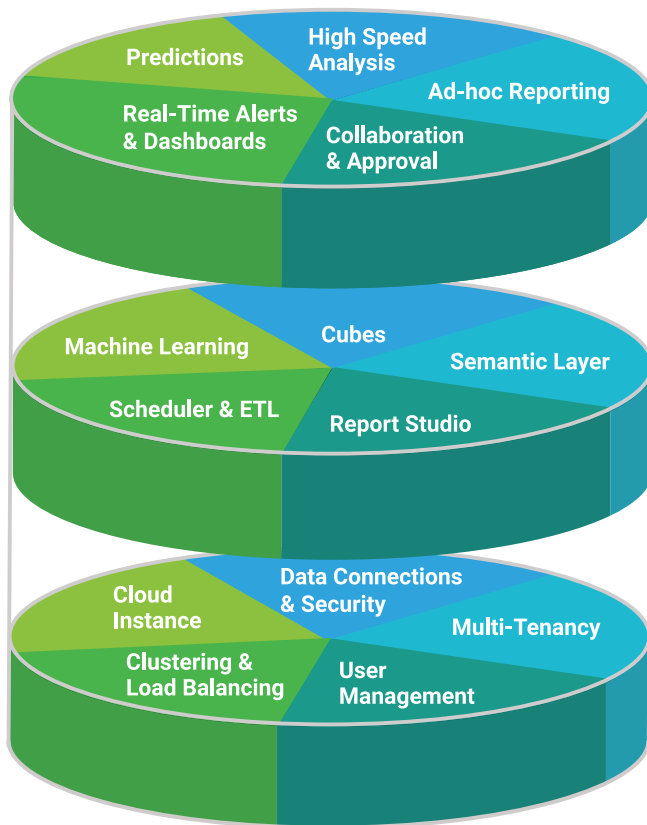 Predictions
High Speed
Analysis
Ad-hoc Reporting
Real-Time Alerts
& Dashboards
Collaboration
& Approval
Machine Learning
Cubes
Semantic Layer
Scheduler & ETL
Report Studio
Cloud
Instance
Data Connections
& Security
Multi-Tenancy
Clustering &
Load Balancing
User
Management